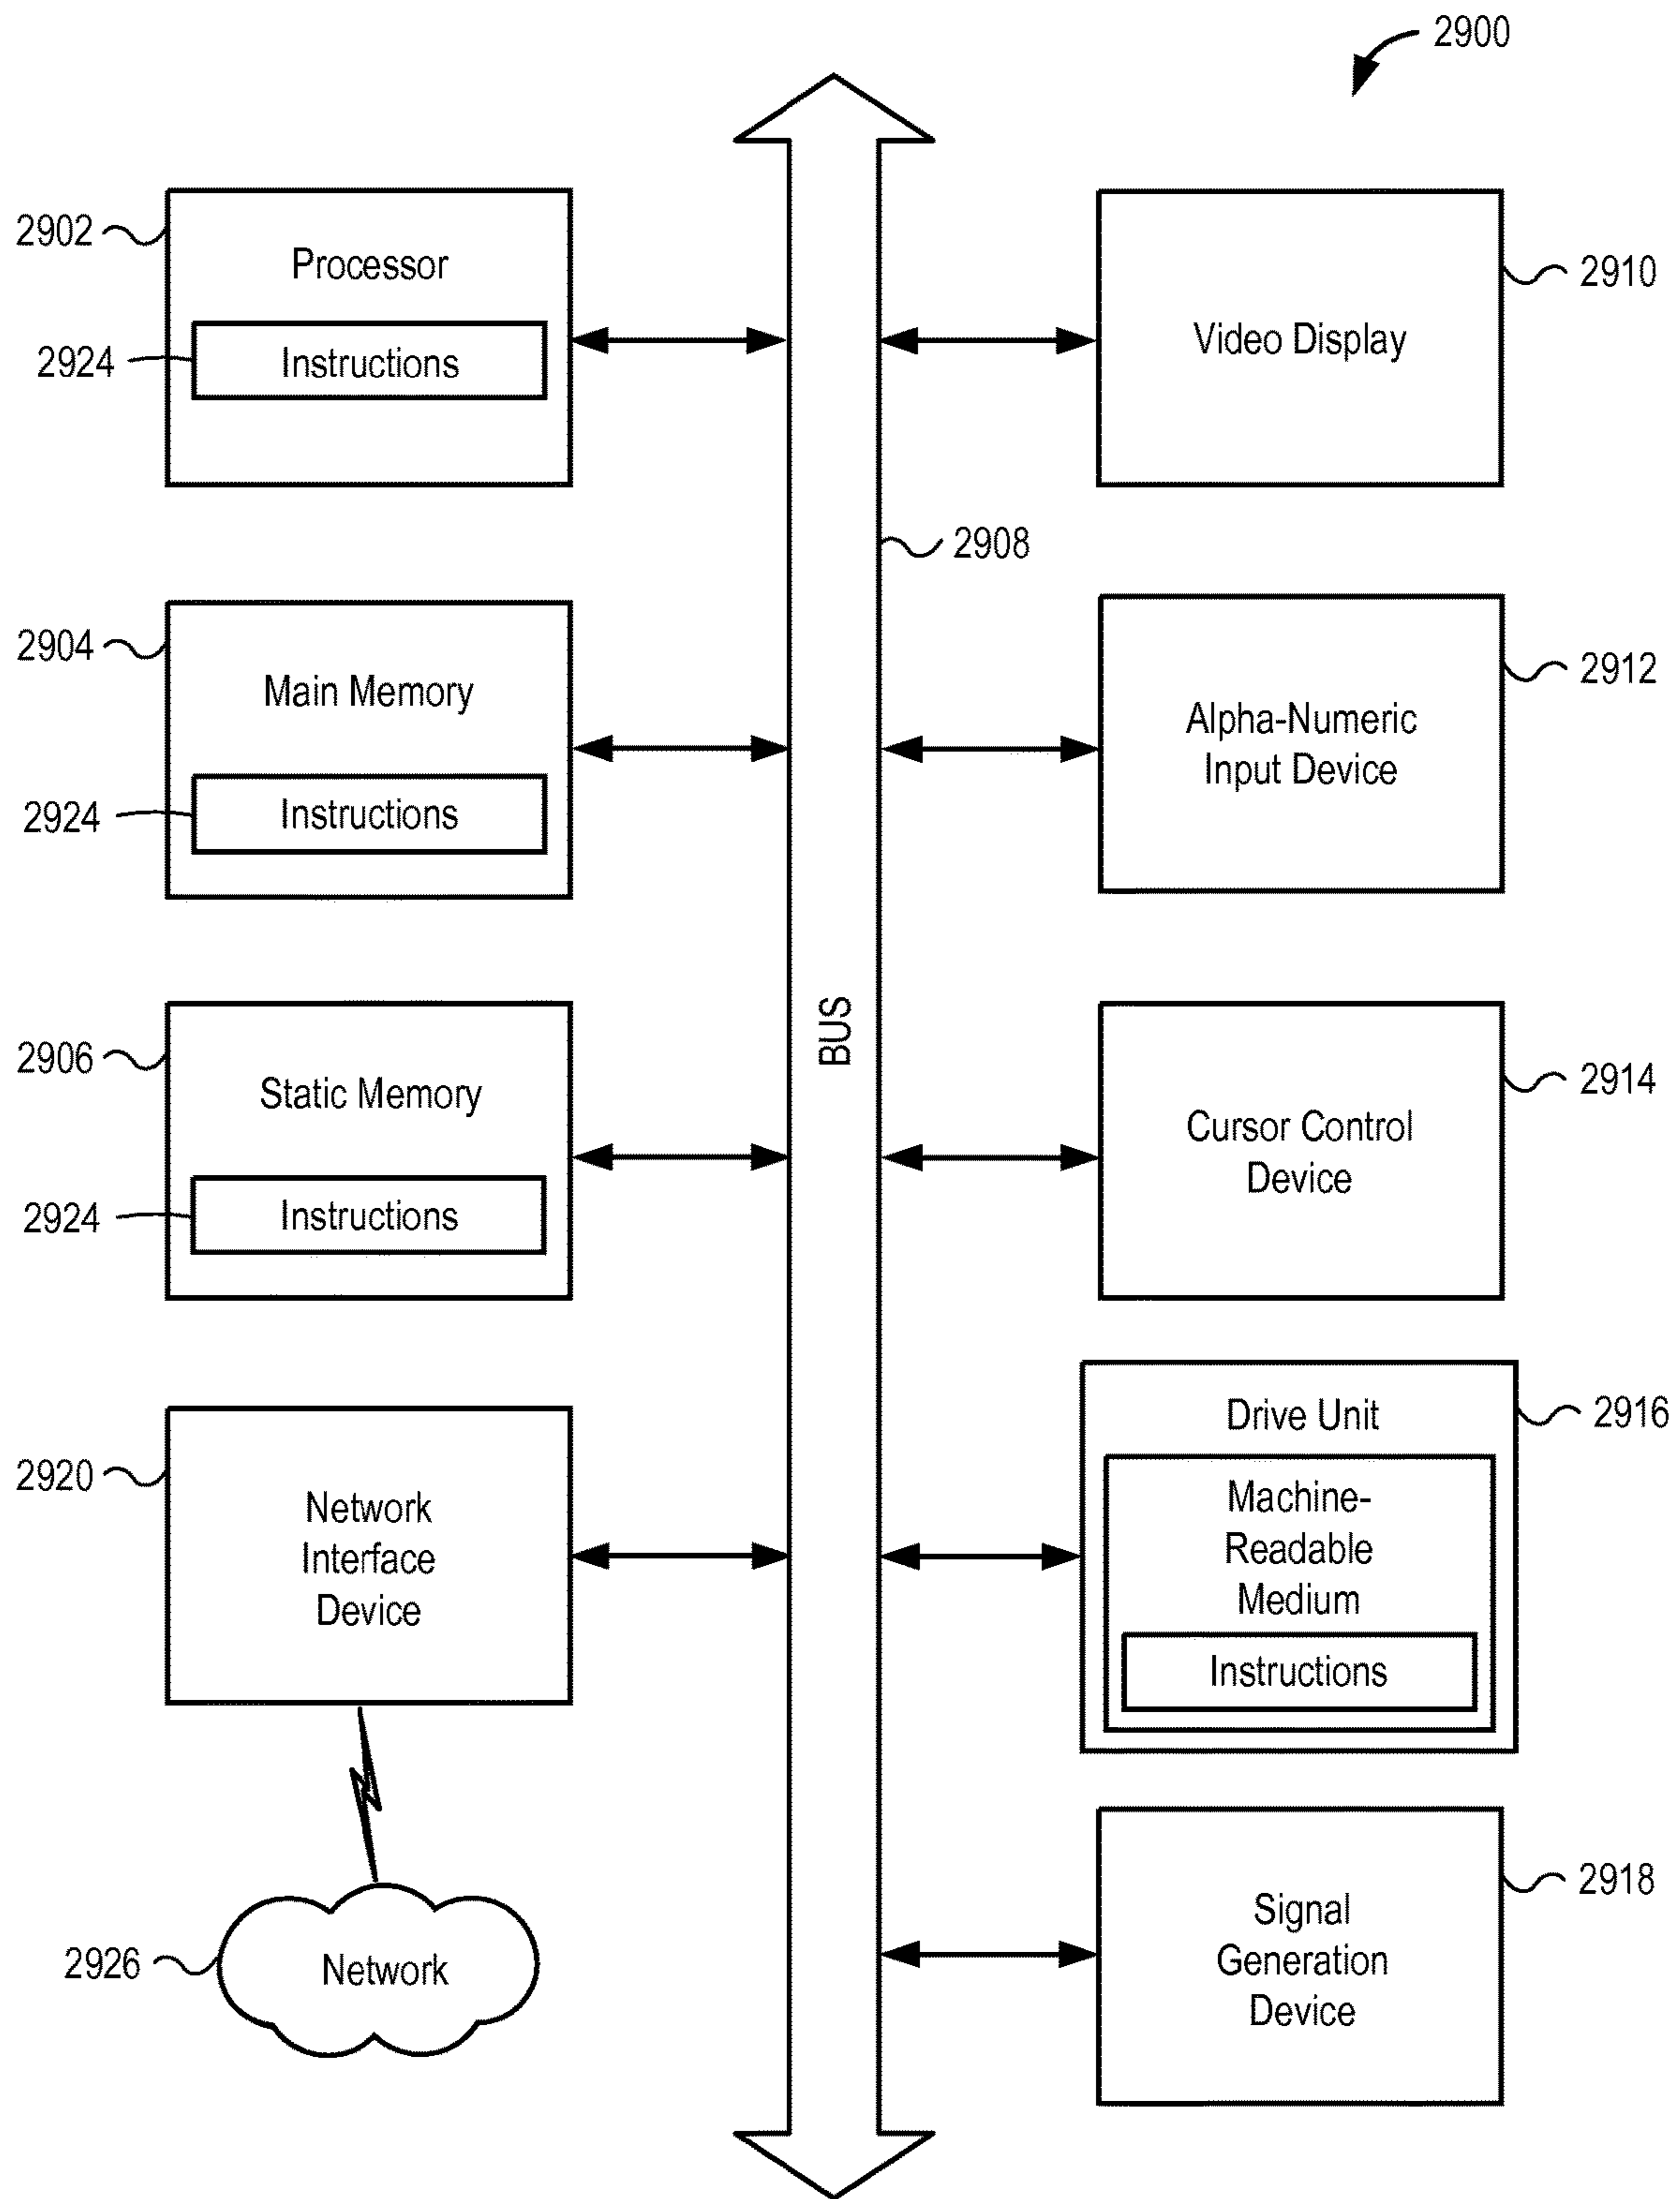 2900
2902
Processor
2924
Instructions
2904
Main Memory
2924
Instructions
2906
Static Memory
2924
Instructions
2920
Network
Interface
Device
2926
Network
BUS
2908
2910
Video Display
2912
Alpha-Numeric
Input Device
2914
Cursor Control
Device
2916
Drive Unit
Machine-
Readable
Medium
Instructions
2918
Signal
Generation
Device